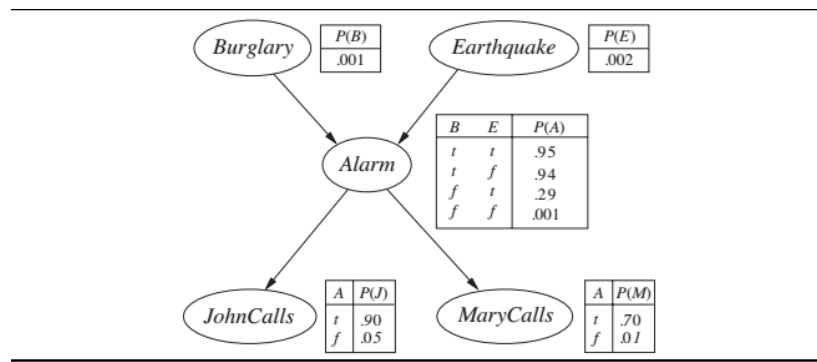 Burglary
P(B)
.001
Earthquake
P(E)
.002
Alarm
B E P(A)
t t .95
t f .94
f t .29
f f .001
JohnCalls
A P(J)
t .90
f .05
MaryCalls
A P(M)
t .70
f .01